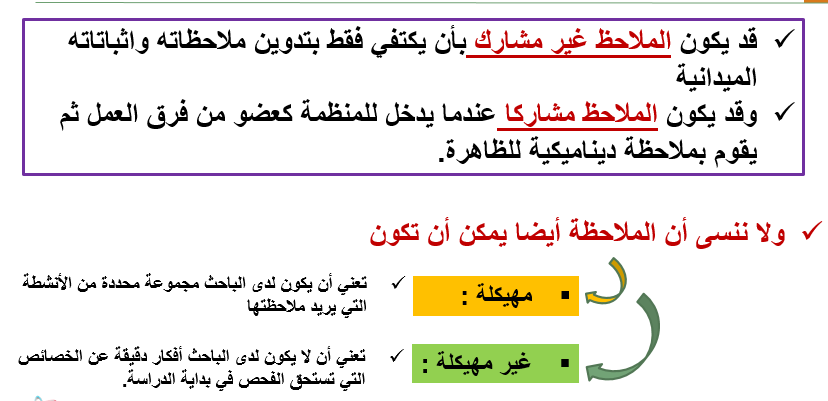 ✓ قد يكون الملاحظ غير مشارك بأن يكتفي فقط بتدوين ملاحظاته واثباتاته
الميدانية
✓ وقد يكون الملاحظ مشاركا عندما يدخل للمنظمة كعضو من فرق العمل ثم
يقوم بملاحظة ديناميكية للظاهرة.
✓ ولا ننسى أن الملاحظة أيضا يمكن أن تكون
▪ مهيكلة :
✓ تعني أن يكون لدى الباحث مجموعة محددة من الأنشطة
التي يريد ملاحظتها
▪ غير مهيكلة :
✓ تعني أن لا يكون لدى الباحث أفكار دقيقة عن الخصائص
التي تستحق الفحص في بداية الدراسة.